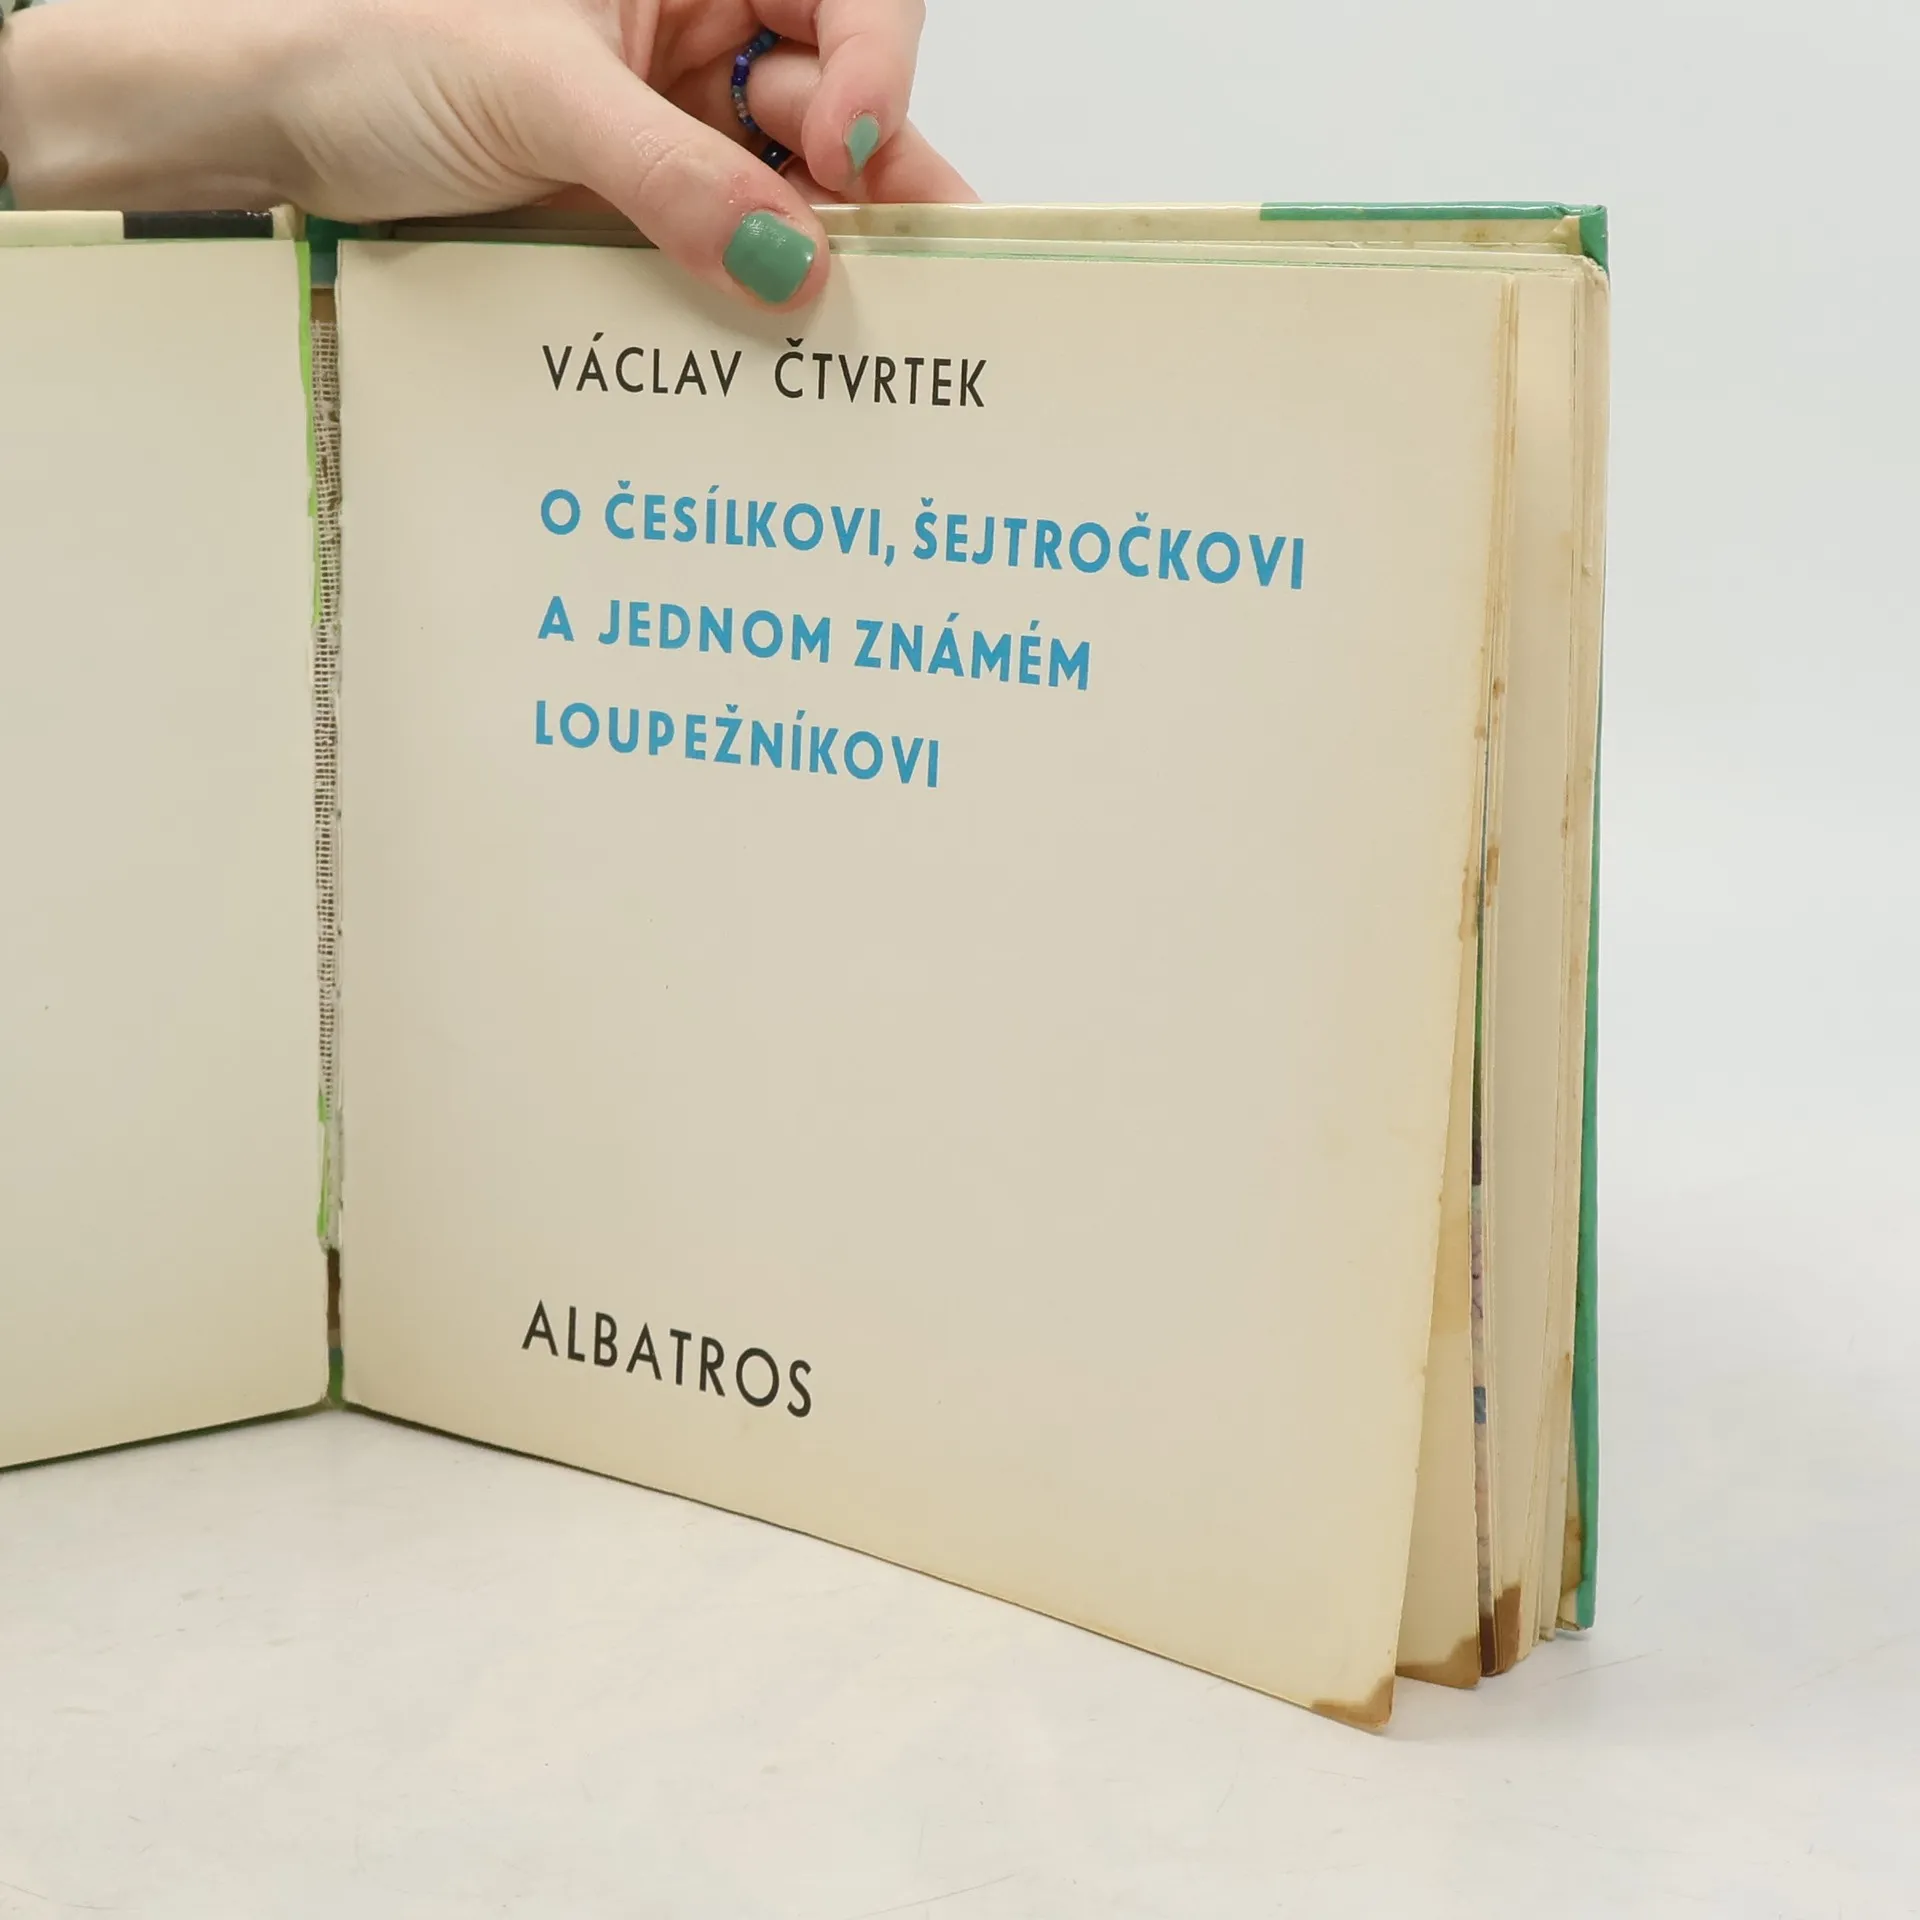 VÁCLAV ČTVRTEK
O ČESÍLKOVI, ŠEJTROČKOVI
A JEDNOM ZNÁMÉM
LOUPEŽNÍKOVI
ALBATROS